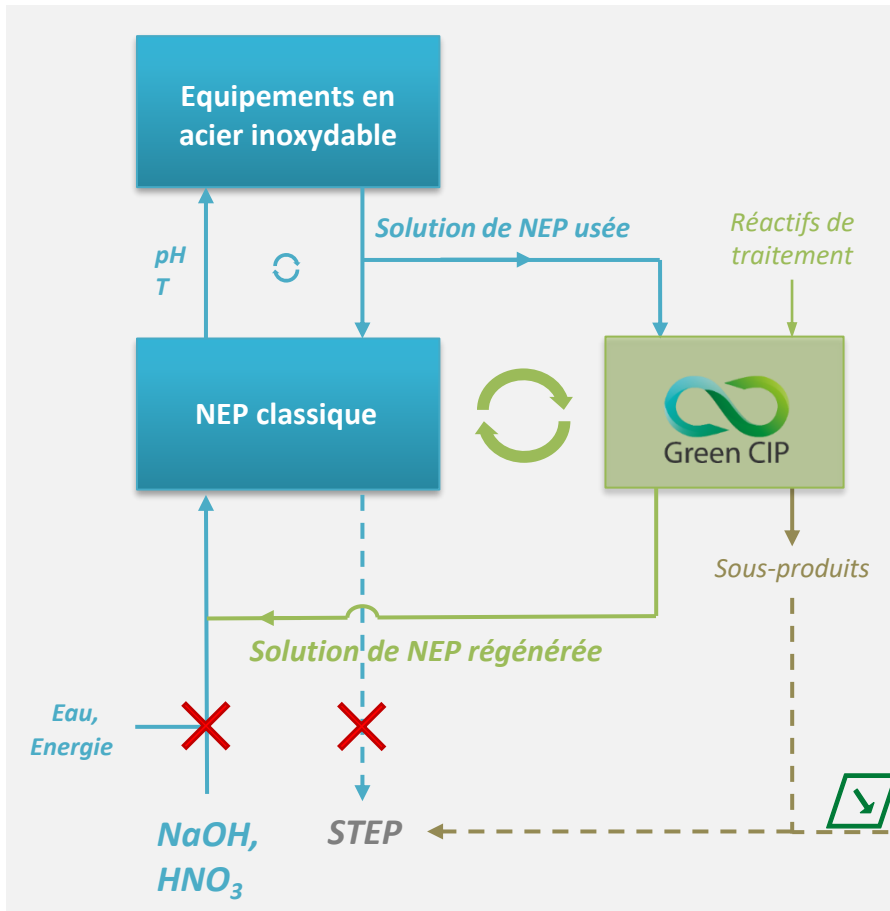 Equipements en
acier inoxydable
Solution de NEP usée
Réactifs de
traitement
pH
T
NEP classique
Green CIP
Sous-produits
Solution de NEP régénérée
Eau,
Energie
NaOH,
HNO₃
STEP